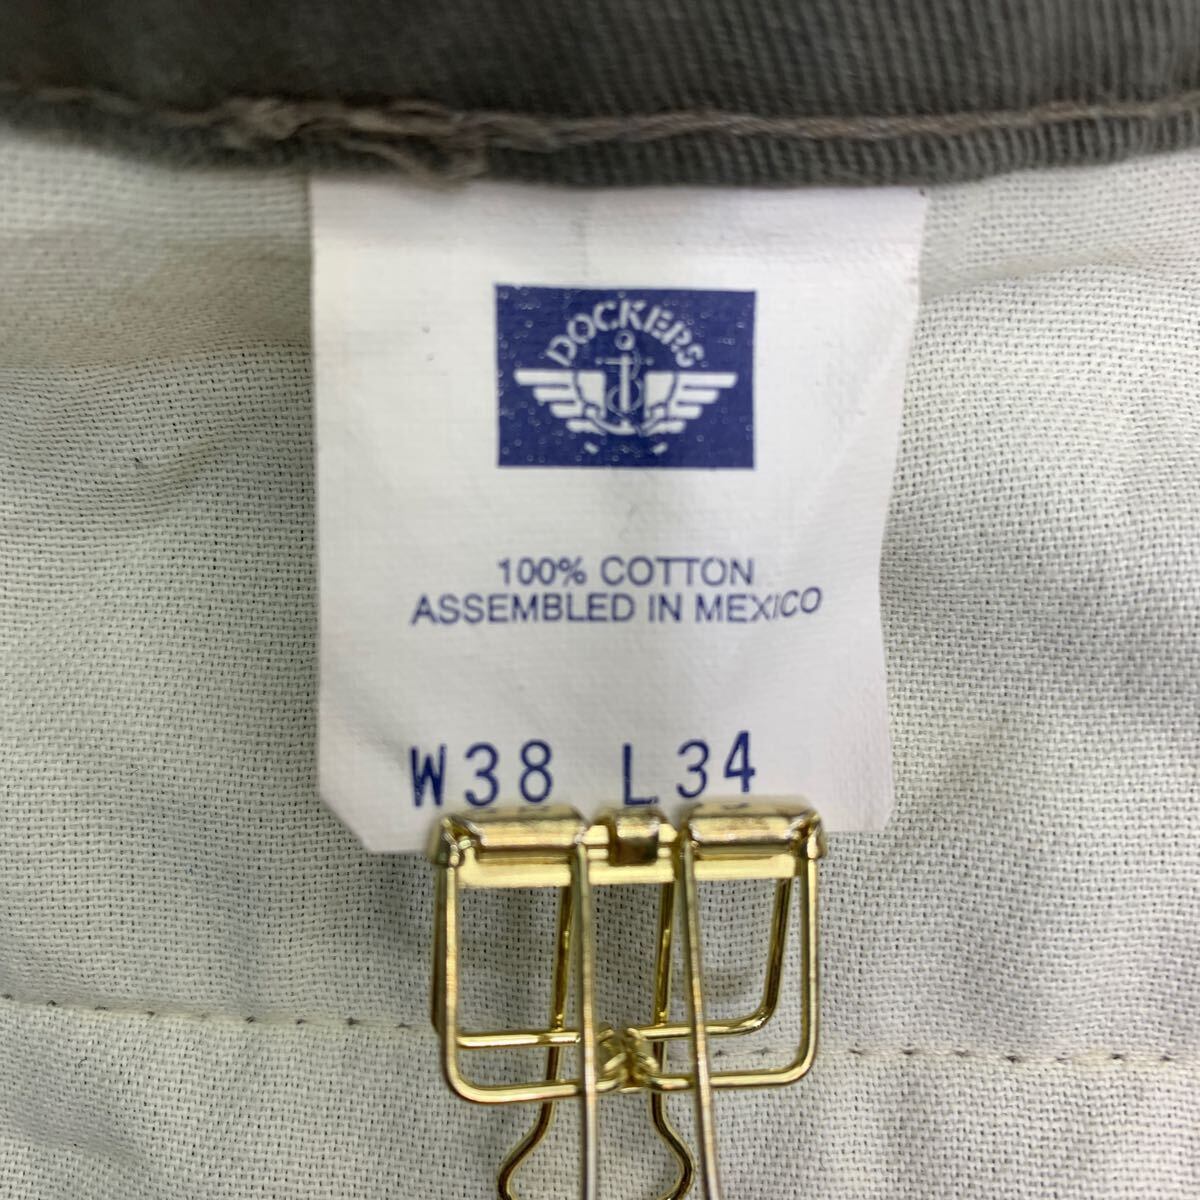 DOCKERS
100% COTTON
ASSEMBLED IN MEXICO
W38 L34